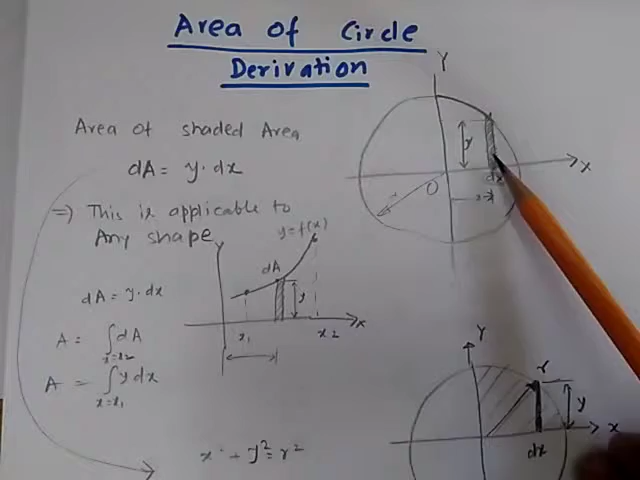 Area of Circle
Derivation
Area of shaded Area
dA = y·dx
=) This is applicable to
Any shape
dA = y·dx
A = ∫dA
x=x2
A = ∫y dx
x=x1
x + y²=r²
Y
X
O
y
dx
x
Y
y=f(x)
dA
y
x1
x2
x
Y
r
y
x
dx